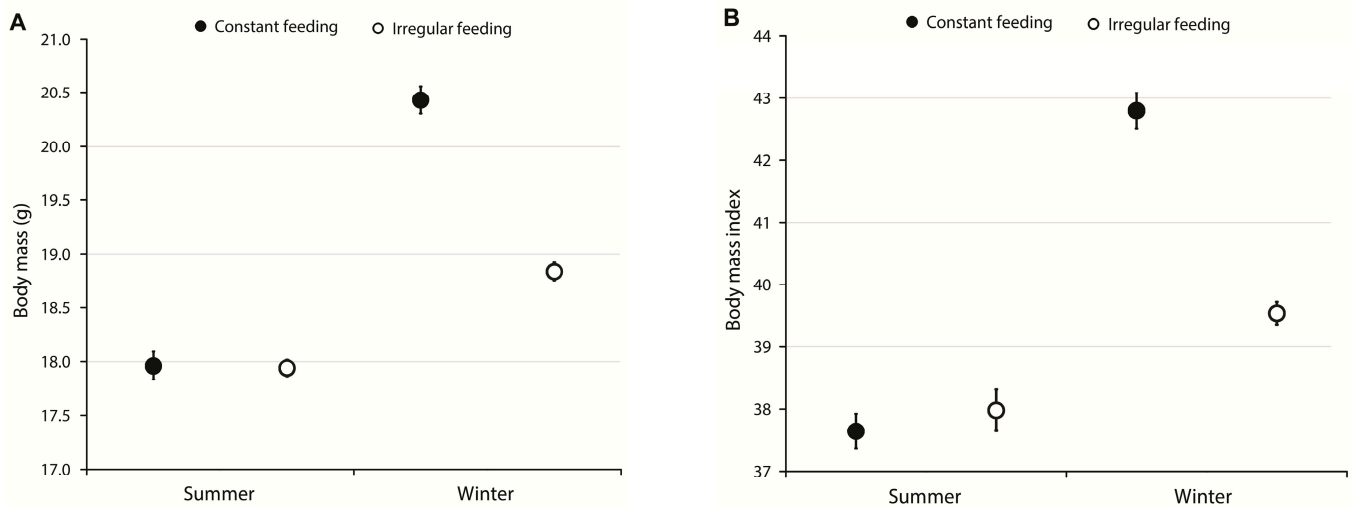 A
Constant feeding Irregular feeding
21.0
20.5
20.0
19.5
19.0
18.5
18.0
17.5
17.0
Body mass (g)
Summer Winter
B
Constant feeding Irregular feeding
44
43
42
41
40
39
38
37
Body mass index
Summer Winter